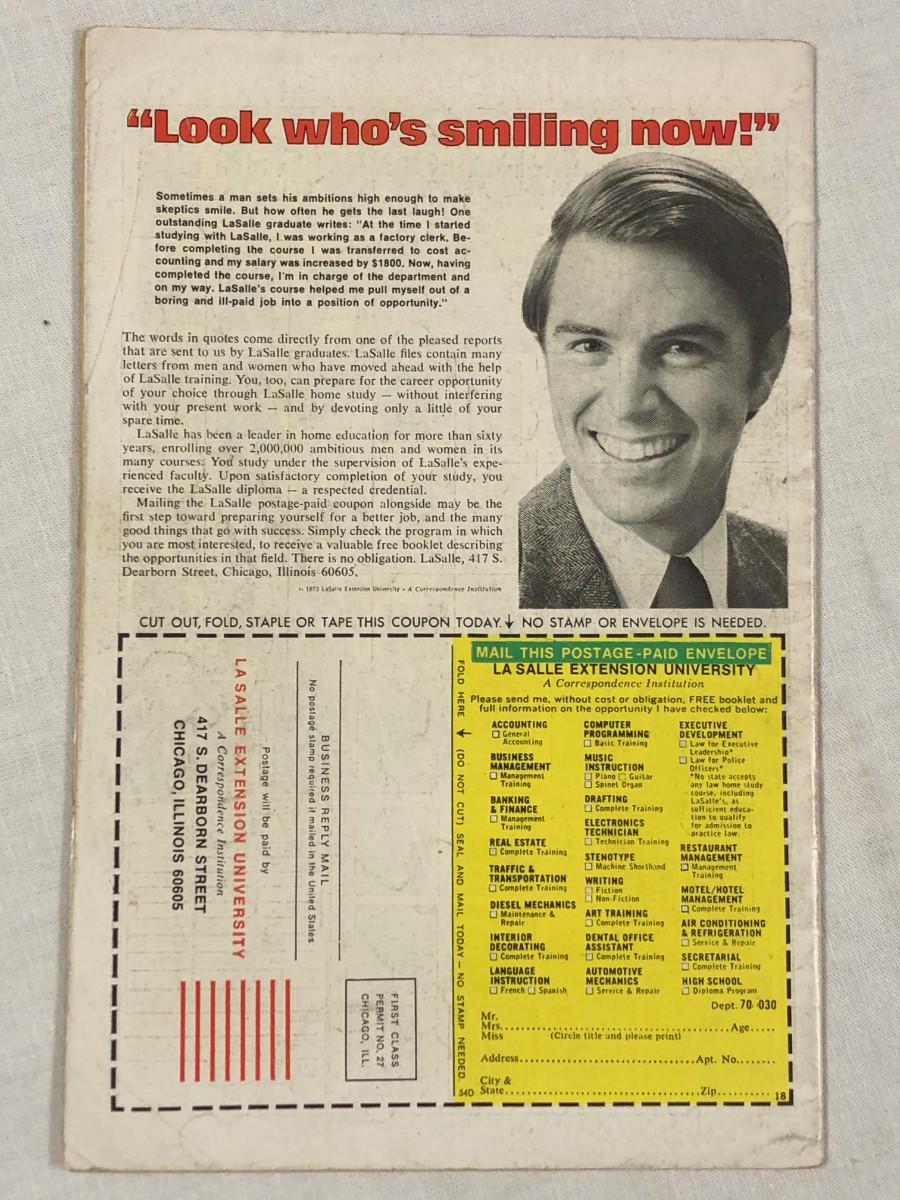 “Look who’s smiling now!”
Sometimes a man sets his ambitions high enough to make
skeptics smile. But how often he gets the last laugh! One
outstanding LaSalle graduate writes: "At the time I started
studying with LaSalle, I was working as a factory clerk. Be-
fore completing the course I was transferred to cost ac-
counting and my salary was increased by $1800. Now, having
completed the course, I'm in charge of the department and
on my way. LaSalle's course helped me pull myself out of a
boring and ill-paid job into a position of opportunity."
The words in quotes come directly from one of the pleased reports
that are sent to us by LaSalle graduates. LaSalle files contain many
letters from men and women who have moved ahead with the help
of LaSalle training. You, too, can prepare for the career opportunity
of your choice through LaSalle home study — without interfering
with your present work — and by devoting only a little of your
spare time.
LaSalle has been a leader in home education for more than sixty
years, enrolling over 2,000,000 ambitious men and women in its
many courses. You study under the supervision of LaSalle's expe-
rienced faculty. Upon satisfactory completion of your study, you
receive the LaSalle diploma — a respected credential.
Mailing the LaSalle postage-paid coupon alongside may be the
first step toward preparing yourself for a better job, and the many
good things that go with success. Simply check the program in which
you are most interested, to receive a valuable free booklet describing
the opportunities in that field. There is no obligation. LaSalle, 417 S.
Dearborn Street, Chicago, Illinois 60605.
1973 LaSalle Extension University • A Correspondence Institution
CUT OUT, FOLD, STAPLE OR TAPE THIS COUPON TODAY. ↓ NO STAMP OR ENVELOPE IS NEEDED.
FIRST CLASS
PERMIT NO. 27
CHICAGO, ILL.
BUSINESS REPLY MAIL
No postage stamp required if mailed in the United States
Postage will be paid by
LA SALLE EXTENSION UNIVERSITY
A Correspondence Institution
417 S. DEARBORN STREET
CHICAGO, ILLINOIS 60605
FOLD HERE ← (DO NOT CUT) SEAL AND MAIL TODAY — NO STAMP NEEDED.
MAIL THIS POSTAGE-PAID ENVELOPE
LA SALLE EXTENSION UNIVERSITY
A Correspondence Institution
Please send me, without cost or obligation, FREE booklet and
full information on the opportunity I have checked below:
ACCOUNTING
☐ General
Accounting
BUSINESS
MANAGEMENT
☐ Management
Training
BANKING
& FINANCE
☐ Management
Training
REAL ESTATE
☐ Complete Training
TRAFFIC &
TRANSPORTATION
☐ Complete Training
DIESEL MECHANICS
☐ Maintenance &
Repair
INTERIOR
DECORATING
☐ Complete Training
LANGUAGE
INSTRUCTION
☐ French ☐ Spanish
COMPUTER
PROGRAMMING
☐ Basic Training
MUSIC
INSTRUCTION
☐ Piano ☐ Guitar
☐ Spinet Organ
DRAFTING
☐ Complete Training
ELECTRONICS
TECHNICIAN
☐ Technician Training
STENOTYPE
☐ Machine Shorthand
WRITING
☐ Fiction
☐ Non-Fiction
ART TRAINING
☐ Complete Training
DENTAL OFFICE
ASSISTANT
☐ Complete Training
AUTOMOTIVE
MECHANICS
☐ Service & Repair
EXECUTIVE
DEVELOPMENT
☐ Law for Executive
Leadership*
☐ Law for Police
Officers*
*No state accepts
any law home study
course, including
LaSalle's, as
sufficient educa-
tion to qualify
for admission to
practice law.
RESTAURANT
MANAGEMENT
☐ Management
Training
MOTEL/HOTEL
MANAGEMENT
☐ Complete Training
AIR CONDITIONING
& REFRIGERATION
☐ Service & Repair
SECRETARIAL
☐ Complete Training
HIGH SCHOOL
☐ Diploma Program
Dept. 70-030
Mr.
Mrs. Age
Miss (Circle title and please print)
Address Apt. No.
City &
State Zip
54D 18